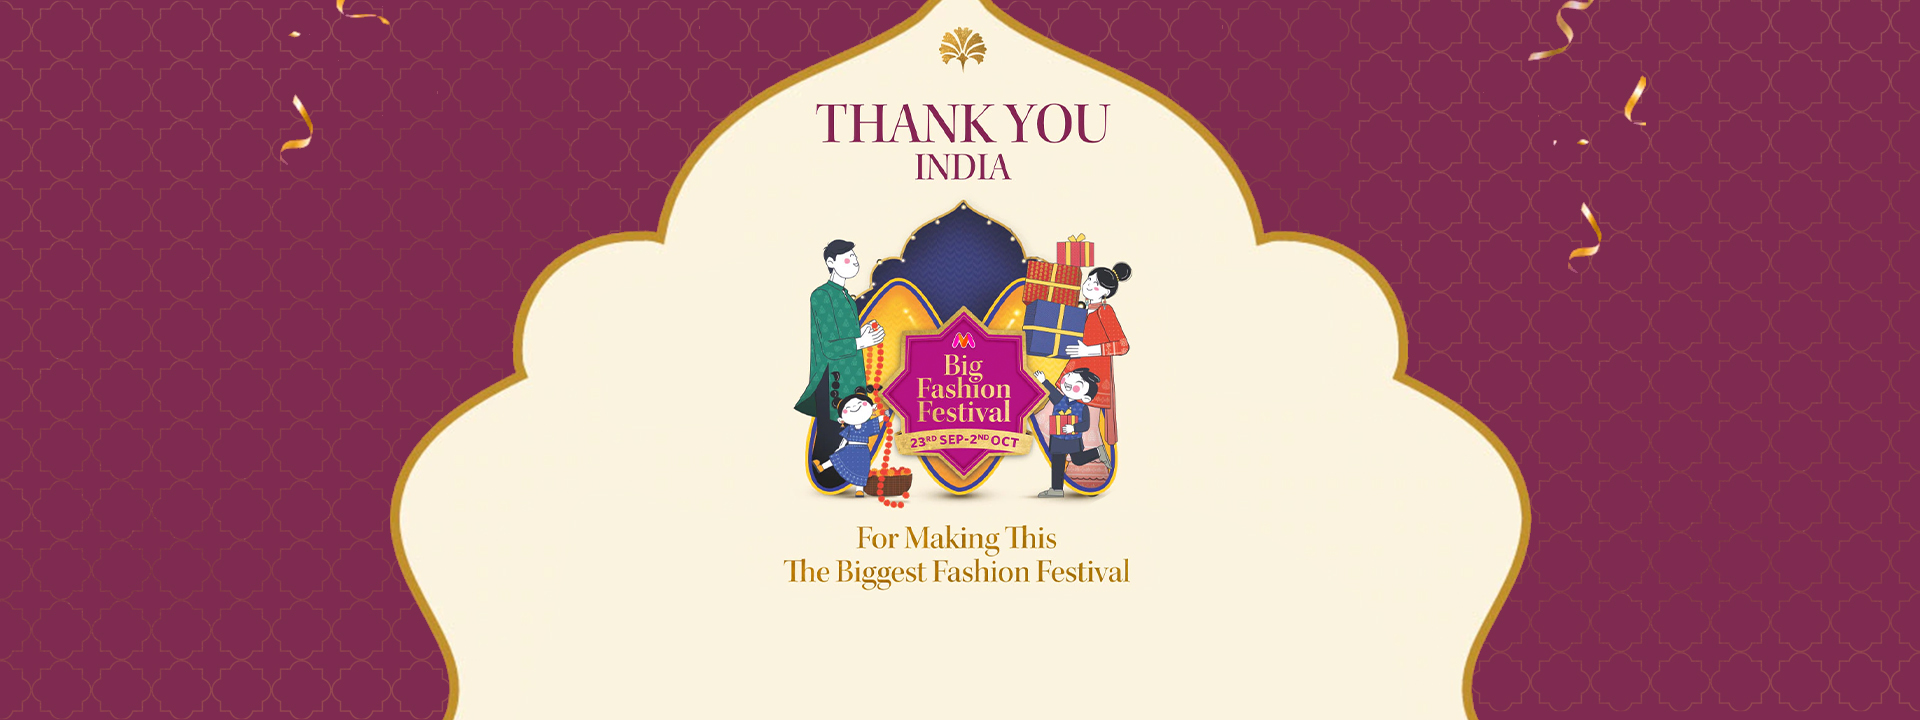 THANK YOU
INDIA
Big
Fashion
Festival
23RD SEP-2ND OCT
For Making This
The Biggest Fashion Festival